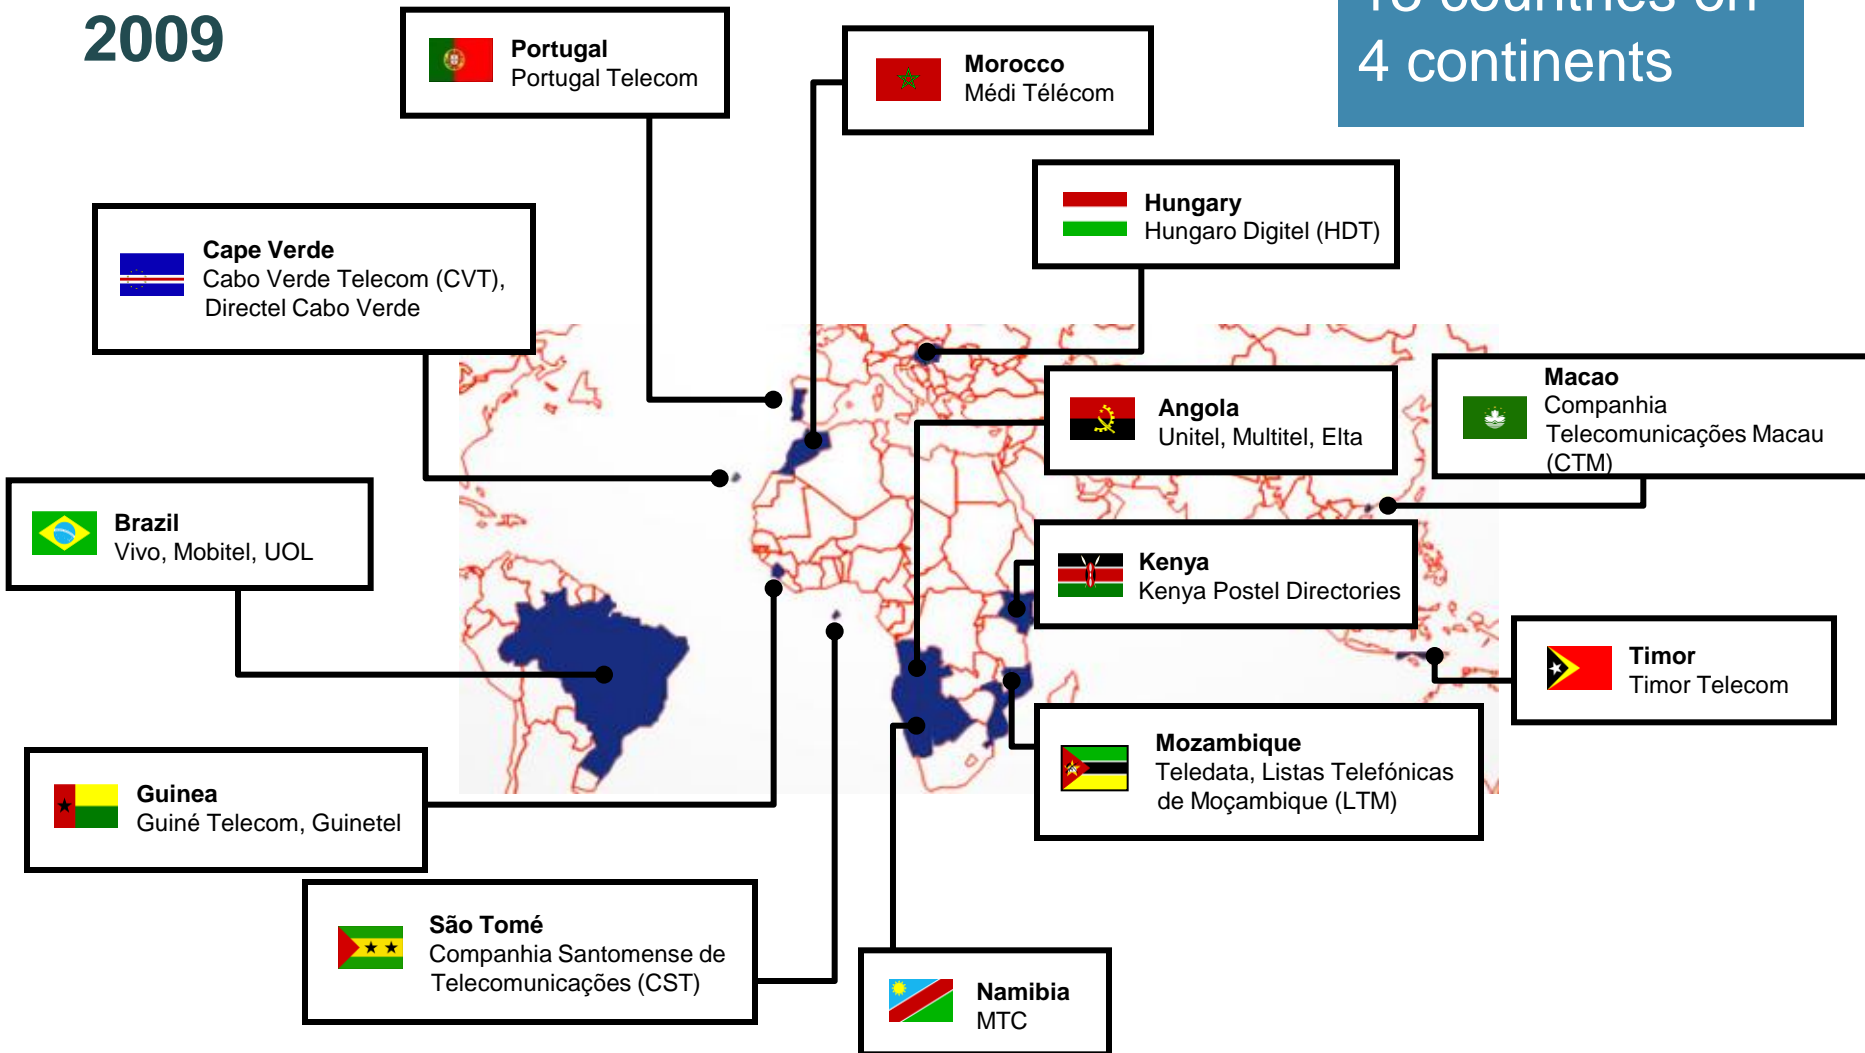 2009
countries on
4 continents
Portugal
Portugal Telecom
Morocco
Médi Télécom
Hungary
Hungaro Digitel (HDT)
Cape Verde
Cabo Verde Telecom (CVT),
Directel Cabo Verde
Macao
Companhia
Telecomunicações Macau
(CTM)
Angola
Unitel, Multitel, Elta
Brazil
Vivo, Mobitel, UOL
Kenya
Kenya Postel Directories
Timor
Timor Telecom
Mozambique
Teledata, Listas Telefónicas
de Moçambique (LTM)
Guinea
Guiné Telecom, Guinetel
São Tomé
Companhia Santomense de
Telecomunicações (CST)
Namibia
MTC